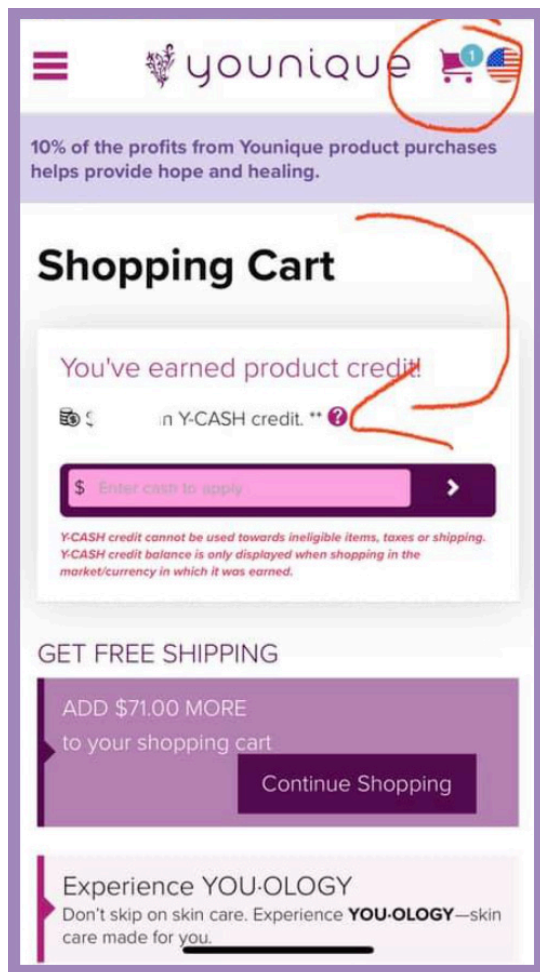 younique
1
10% of the profits from Younique product purchases
helps provide hope and healing.
Shopping Cart
You've earned product credit!
$ n Y-CASH credit. ** ?
$ Enter cash to apply
Y-CASH credit cannot be used towards ineligible items, taxes or shipping.
Y-CASH credit balance is only displayed when shopping in the
market/currency in which it was earned.
GET FREE SHIPPING
ADD $71.00 MORE
to your shopping cart
Continue Shopping
Experience YOU·OLOGY
Don't skip on skin care. Experience YOU·OLOGY—skin
care made for you.